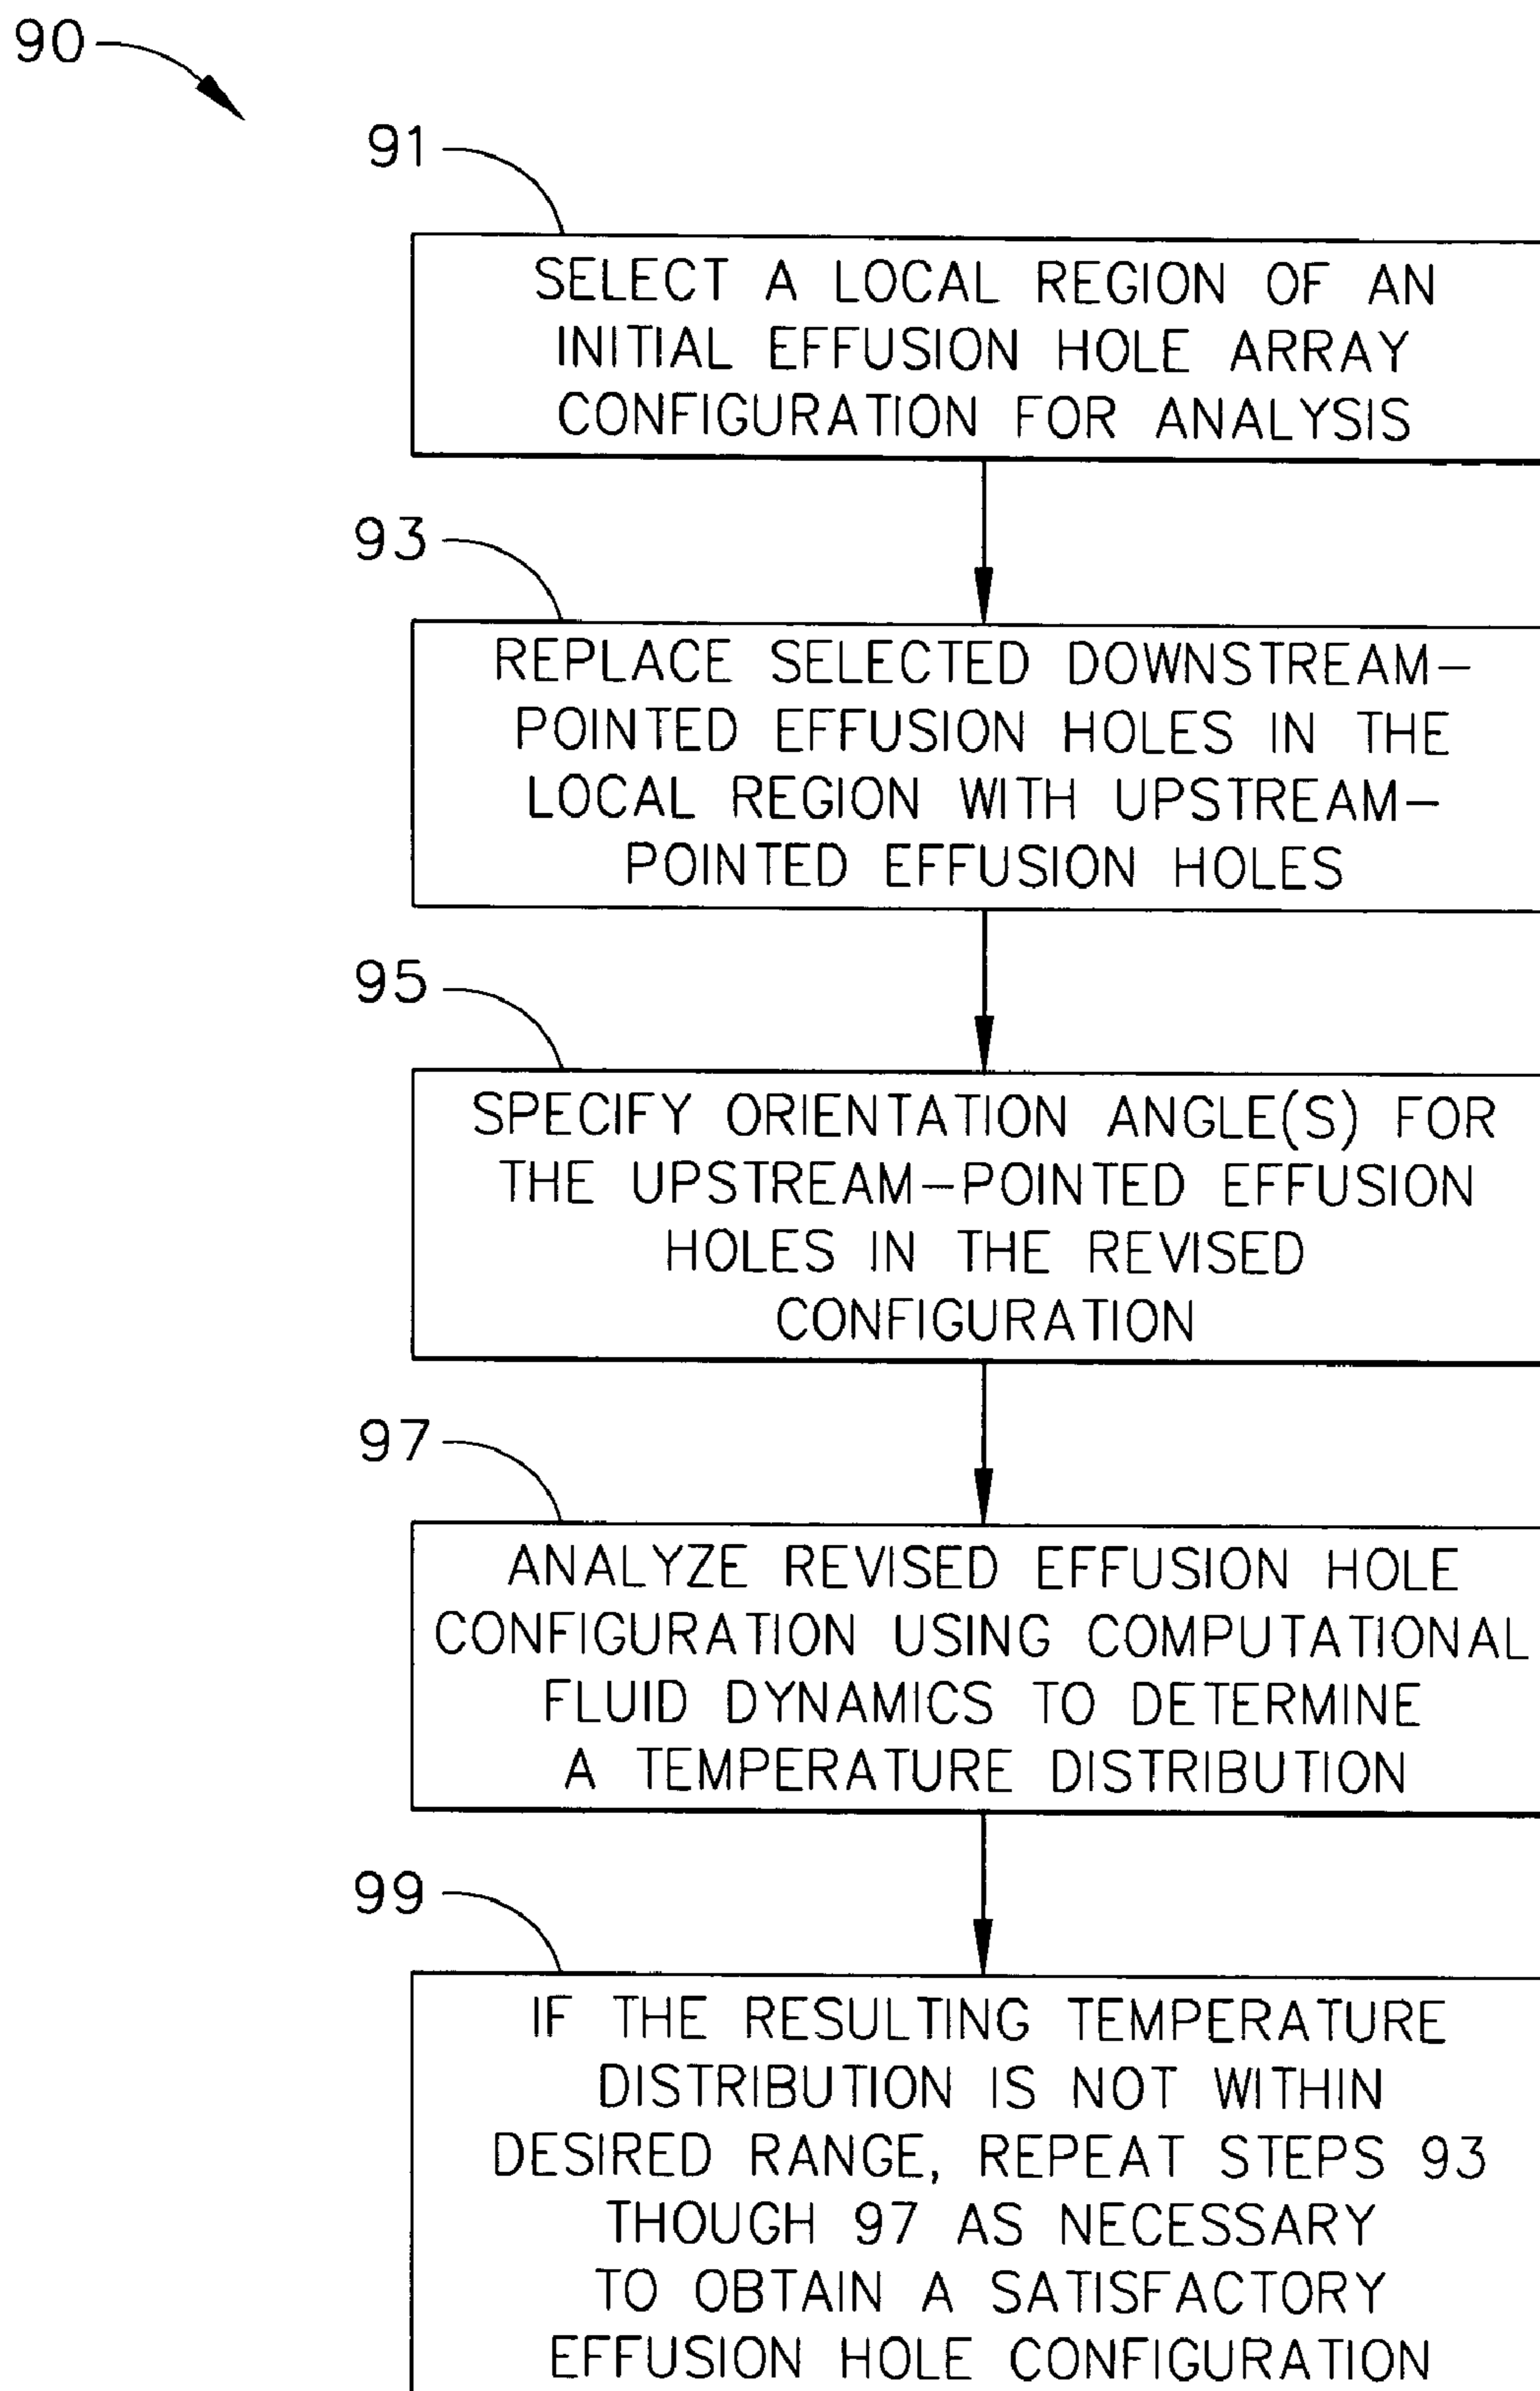 90
91
SELECT A LOCAL REGION OF AN
INITIAL EFFUSION HOLE ARRAY
CONFIGURATION FOR ANALYSIS
93
REPLACE SELECTED DOWNSTREAM–
POINTED EFFUSION HOLES IN THE
LOCAL REGION WITH UPSTREAM–
POINTED EFFUSION HOLES
95
SPECIFY ORIENTATION ANGLE(S) FOR
THE UPSTREAM–POINTED EFFUSION
HOLES IN THE REVISED
CONFIGURATION
97
ANALYZE REVISED EFFUSION HOLE
CONFIGURATION USING COMPUTATIONAL
FLUID DYNAMICS TO DETERMINE
A TEMPERATURE DISTRIBUTION
99
IF THE RESULTING TEMPERATURE
DISTRIBUTION IS NOT WITHIN
DESIRED RANGE, REPEAT STEPS 93
THOUGH 97 AS NECESSARY
TO OBTAIN A SATISFACTORY
EFFUSION HOLE CONFIGURATION